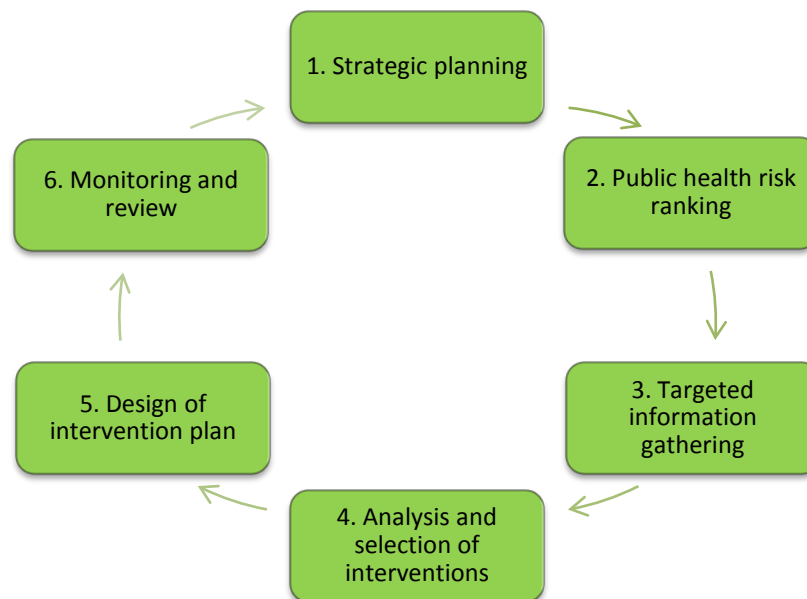 1. Strategic planning
2. Public health risk
ranking
3. Targeted
information
gathering
4. Analysis and
selection of
interventions
5. Design of
intervention plan
6. Monitoring and
review